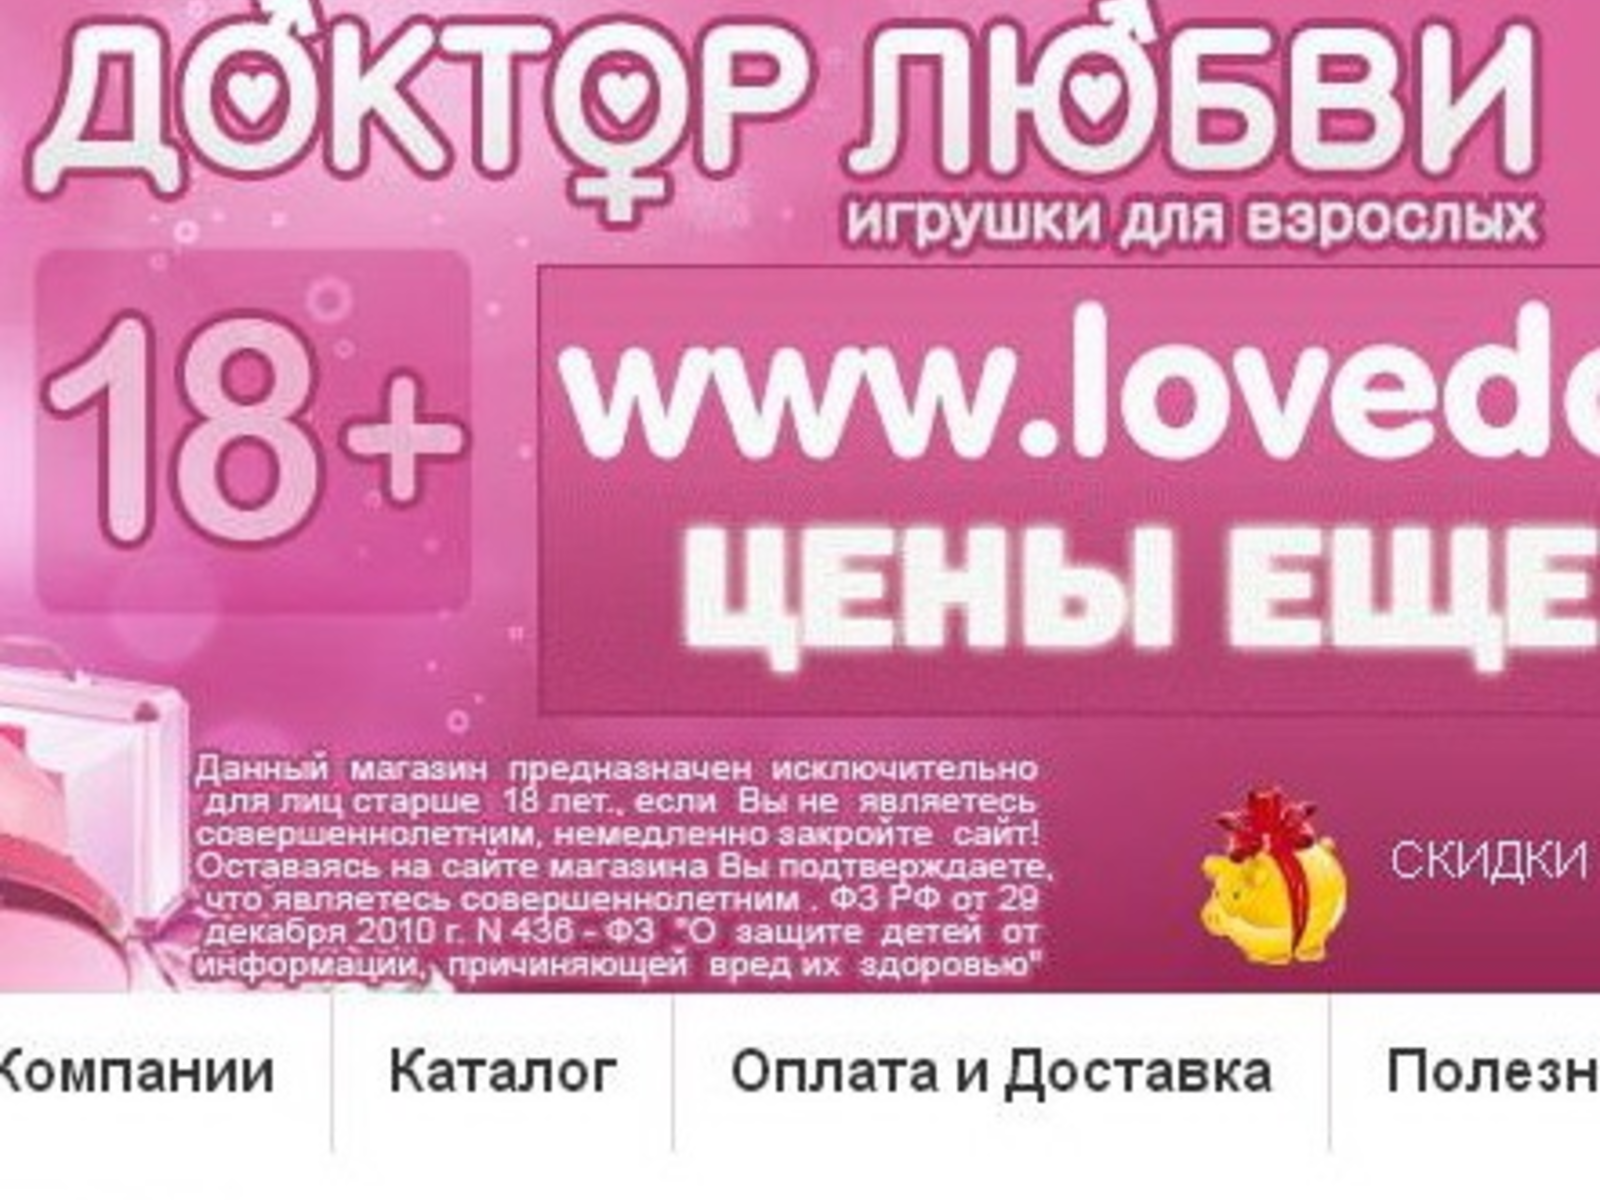 ДОКТОР ЛЮБВИ
игрушки для взрослых
18+
www.lovedo
ЦЕНЫ ЕЩЕ
Данный магазин предназначен исключительно
для лиц старше 18 лет., если Вы не являетесь
совершеннолетним, немедленно закройте сайт!
Оставаясь на сайте магазина Вы подтверждаете,
что являетесь совершеннолетним . ФЗ РФ от 29
декабря 2010 г. N 436 - ФЗ "О защите детей от
информации, причиняющей вред их здоровью"
СКИДКИ
Компании
Каталог
Оплата и Доставка
Полезн